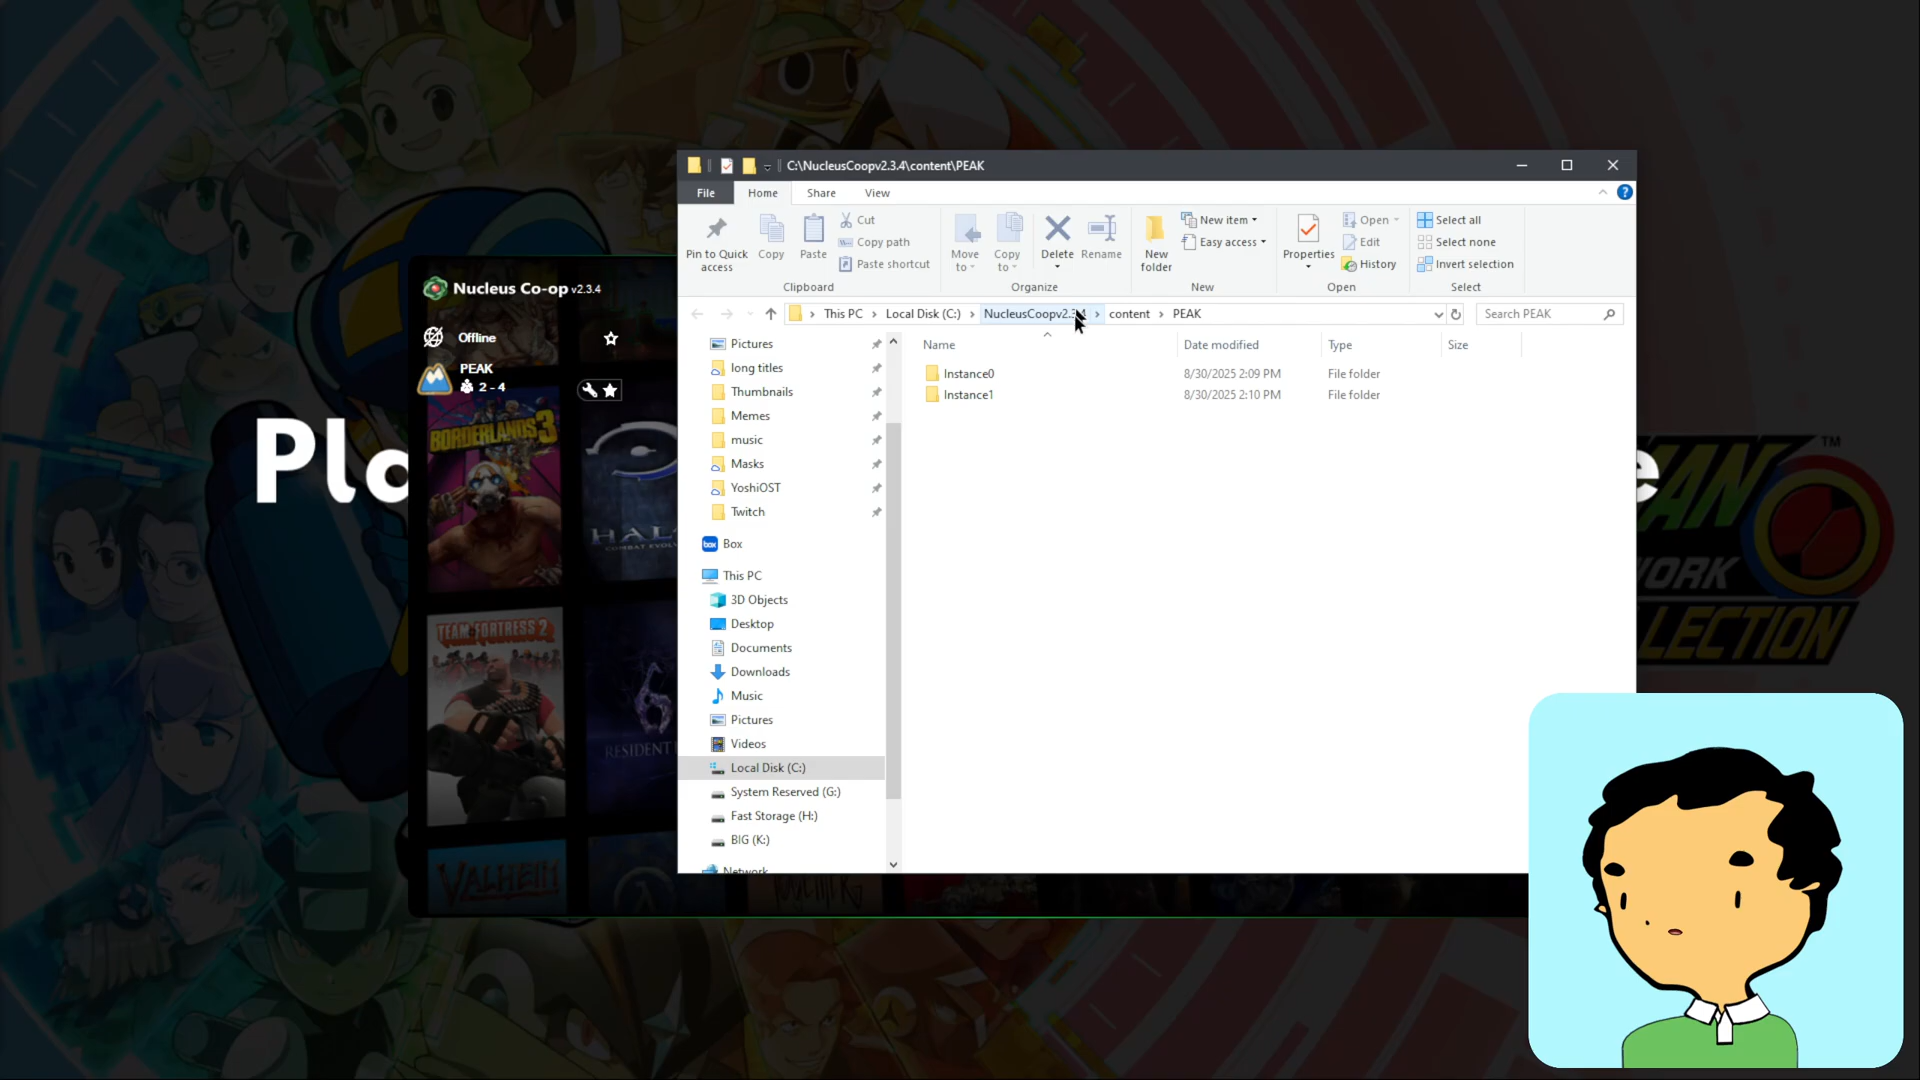 C:\NucleusCoopv2.3.4\content\PEAK
File Home Share View
Pin to Quick access
Copy
Paste
Cut
Copy path
Paste shortcut
Clipboard
Move to
Copy to
Delete
Rename
Organize
New folder
New item
Easy access
New
Properties
Open
Edit
History
Open
Select all
Select none
Invert selection
Select
This PC Local Disk (C:) NucleusCoopv2.3.4 content PEAK
Search PEAK
Name Date modified Type Size
Instance0 8/30/2025 2:09 PM File folder
Instance1 8/30/2025 2:10 PM File folder
Pictures
long titles
Thumbnails
Memes
music
Masks
YoshiOST
Twitch
Box
This PC
3D Objects
Desktop
Documents
Downloads
Music
Pictures
Videos
Local Disk (C:)
System Reserved (G:)
Fast Storage (H:)
BIG (K:)
Network
Nucleus Co-op v2.3.4
Offline
PEAK
2 - 4
BORDERLANDS 3
TEAM FORTRESS 2
VALHEIM